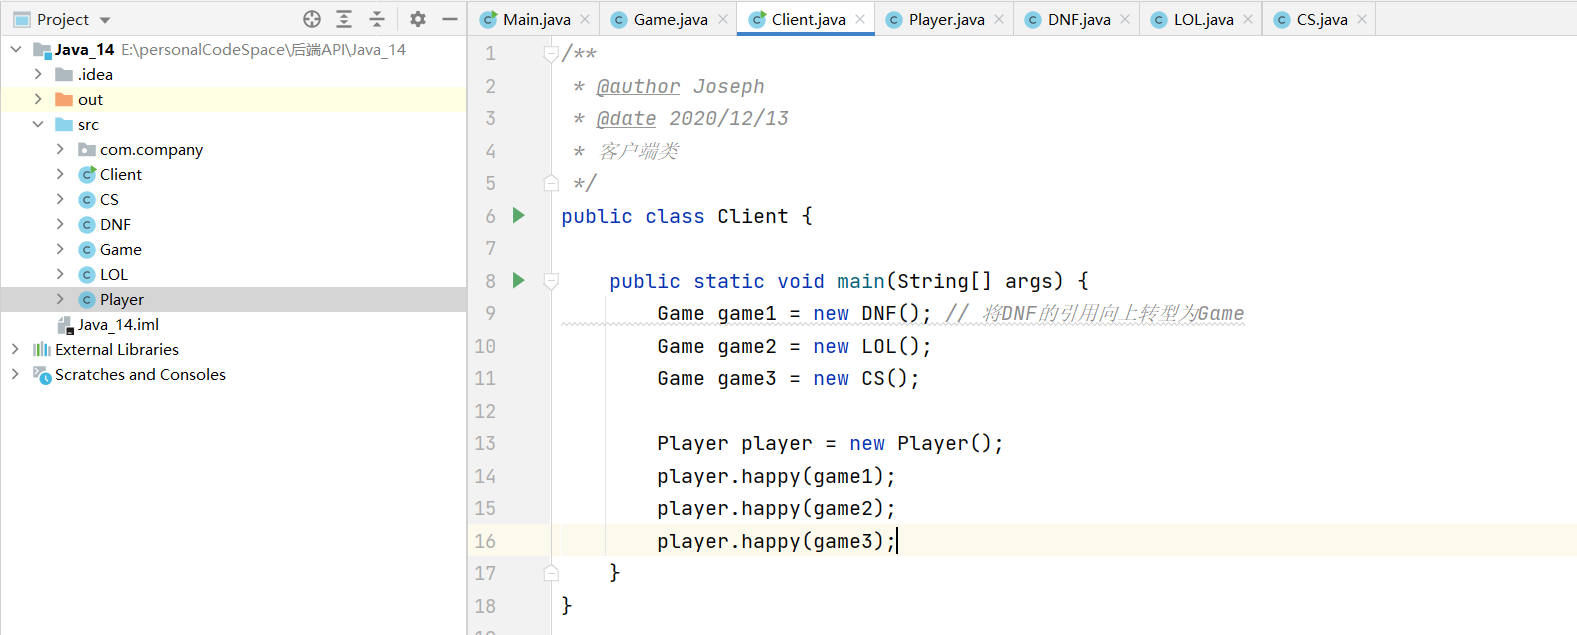 Project
Java_14 E:\personalCodeSpace\后端API\Java_14
.idea
out
src
com.company
Client
CS
DNF
Game
LOL
Player
Java_14.iml
External Libraries
Scratches and Consoles
Main.java Game.java Client.java Player.java DNF.java LOL.java CS.java
1 /**
2 * @author Joseph
3 * @date 2020/12/13
4 * 客户端类
5 */
6 public class Client {
7
8 public static void main(String[] args) {
9 Game game1 = new DNF(); // 将DNF的引用向上转型为Game
10 Game game2 = new LOL();
11 Game game3 = new CS();
12
13 Player player = new Player();
14 player.happy(game1);
15 player.happy(game2);
16 player.happy(game3);
17 }
18 }